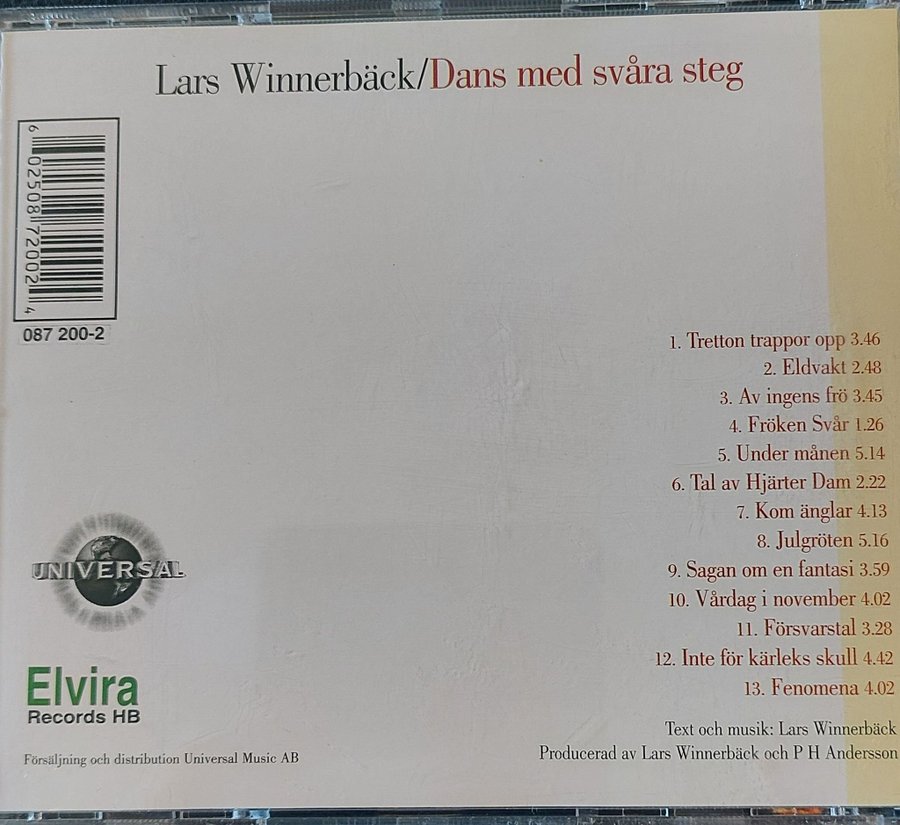 Lars Winnerbäck/Dans med svåra steg
6 02508 72002 4
087 200-2
1. Tretton trappor opp 3.46
2. Eldvakt 2.48
3. Av ingens frö 3.45
4. Fröken Svår 1.26
5. Under månen 5.14
6. Tal av Hjärter Dam 2.22
7. Kom änglar 4.13
8. Julgröten 5.16
9. Sagan om en fantasi 3.59
10. Vårdag i november 4.02
11. Försvarstal 3.28
12. Inte för kärleks skull 4.42
13. Fenomena 4.02
UNIVERSAL
Elvira
Records HB
Försäljning och distribution Universal Music AB
Text och musik: Lars Winnerbäck
Producerad av Lars Winnerbäck och P H Andersson